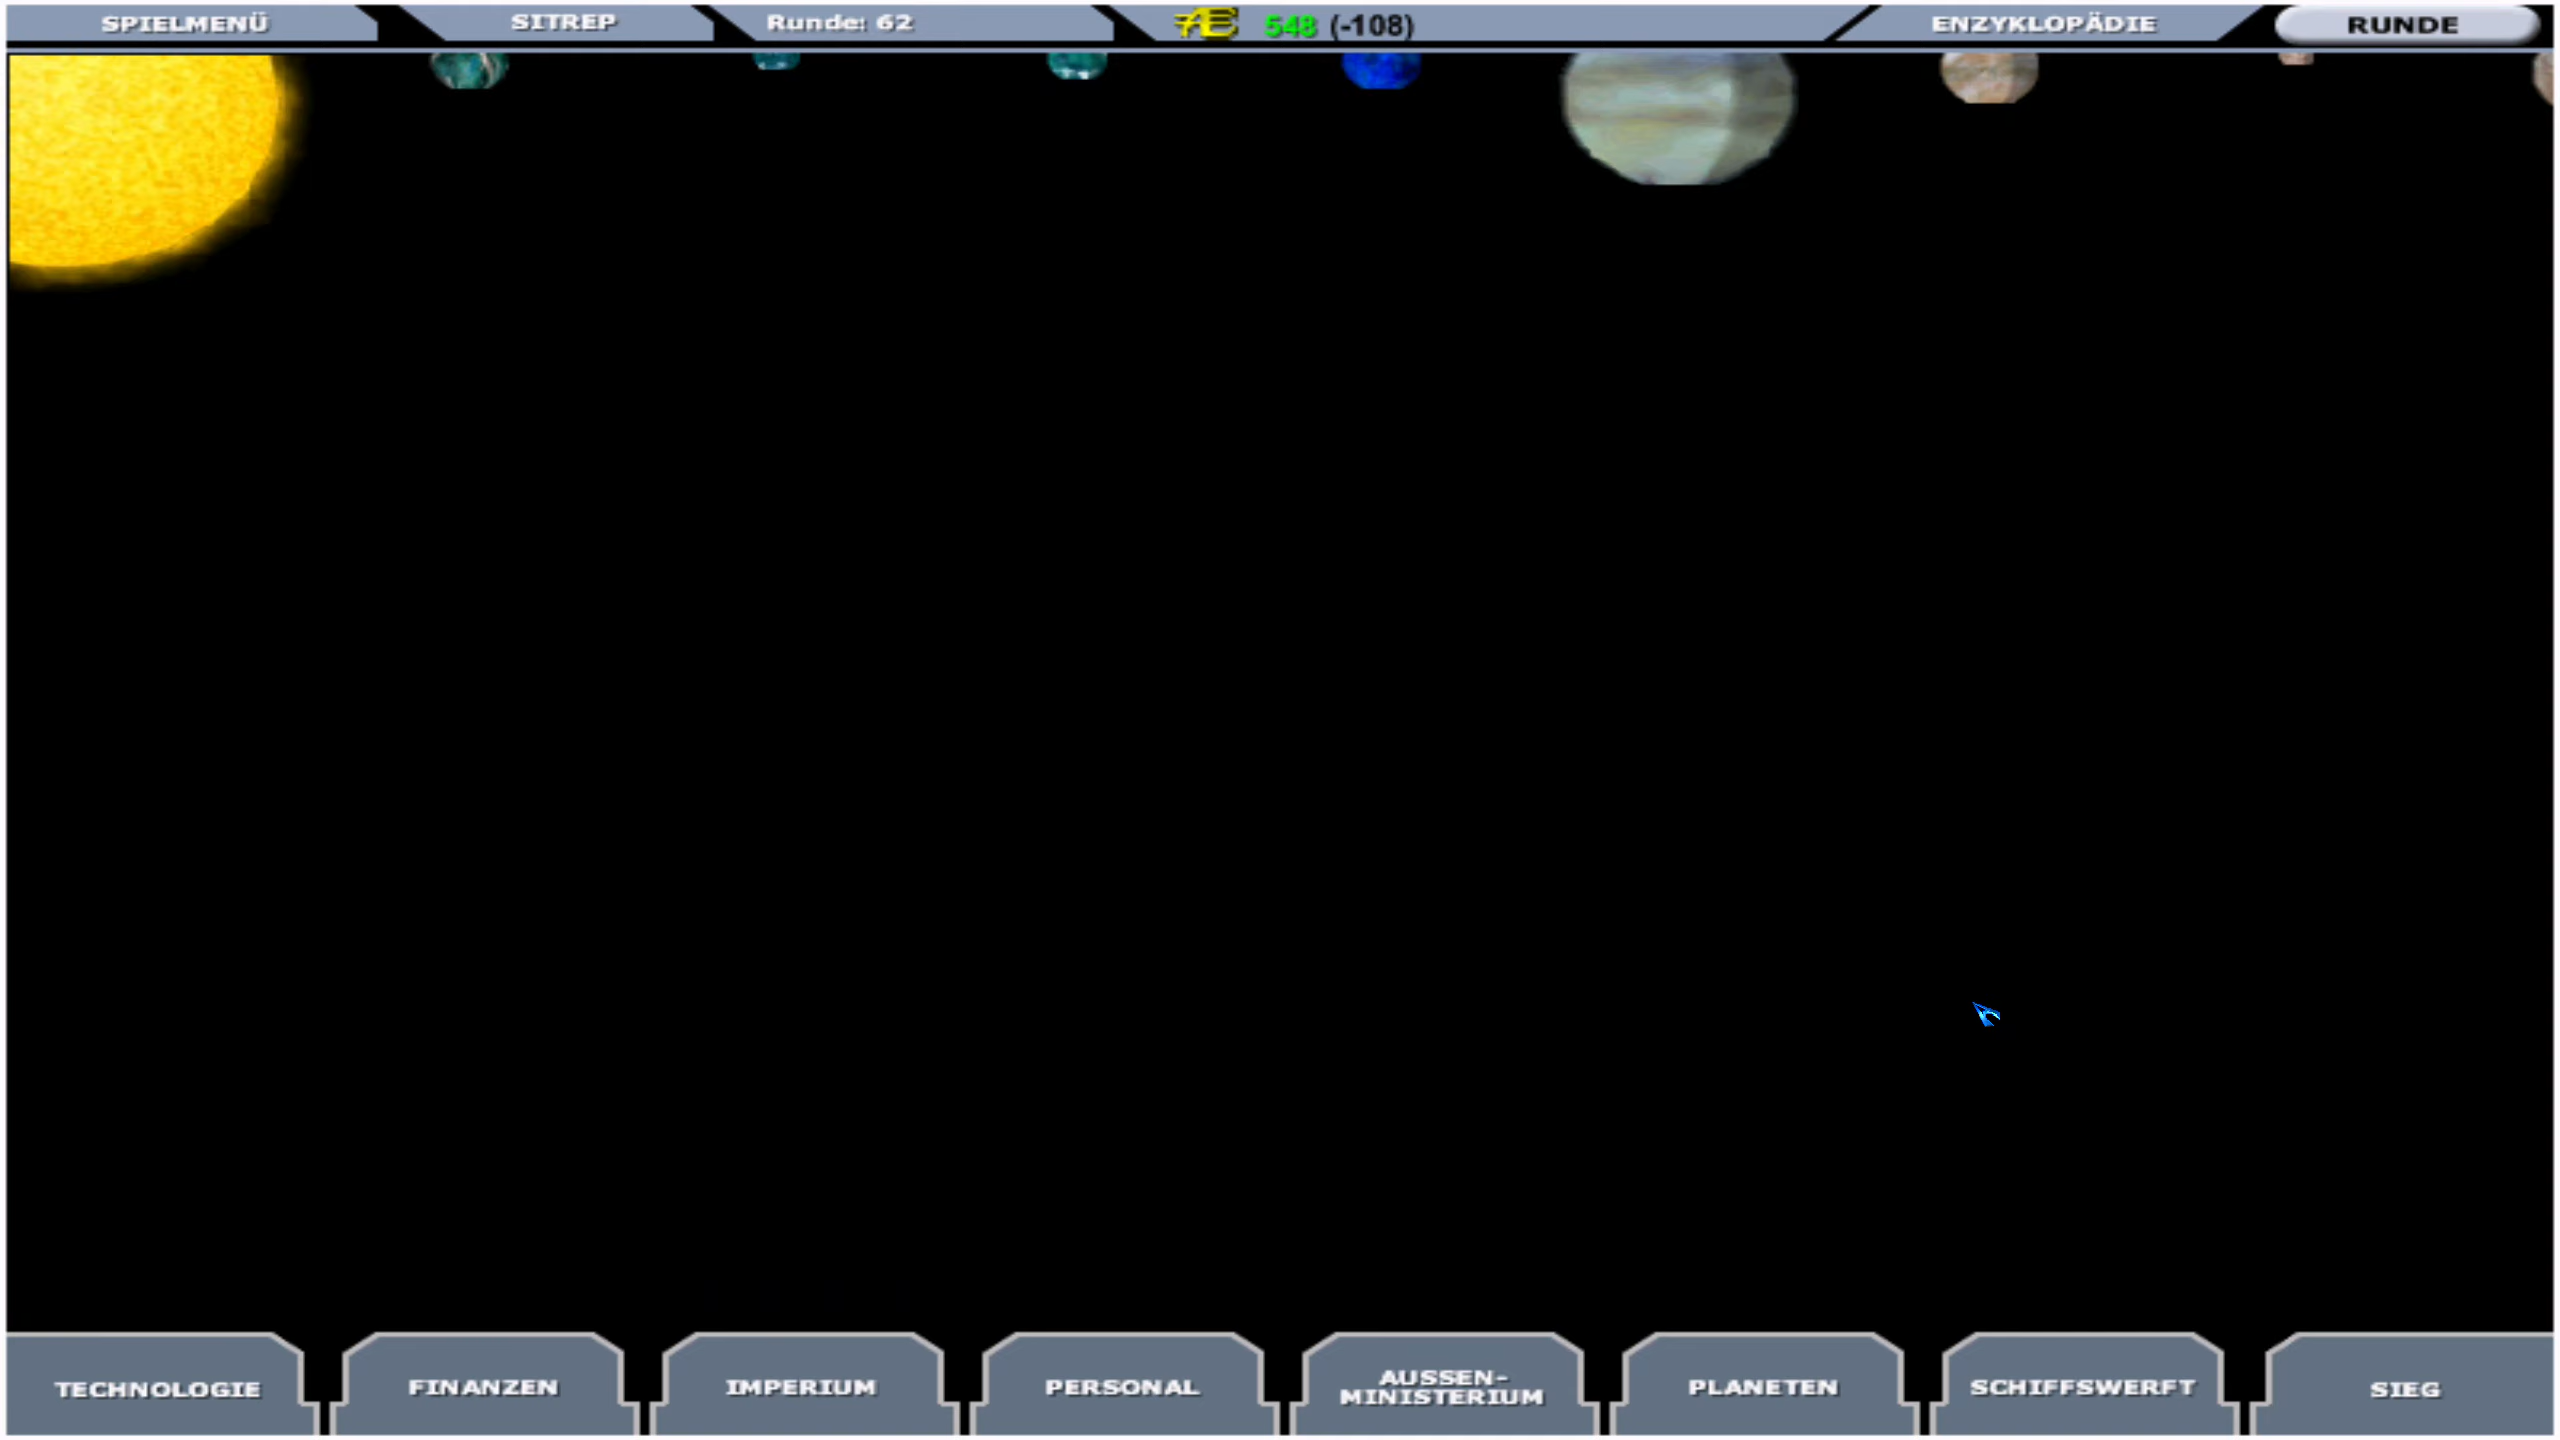 SPIELMENÜ
SITREP
Runde: 62
548 (-108)
ENZYKLOPÄDIE
RUNDE
TECHNOLOGIE
FINANZEN
IMPERIUM
PERSONAL
AUSSEN-
MINISTERIUM
PLANETEN
SCHIFFSWERFT
SIEG